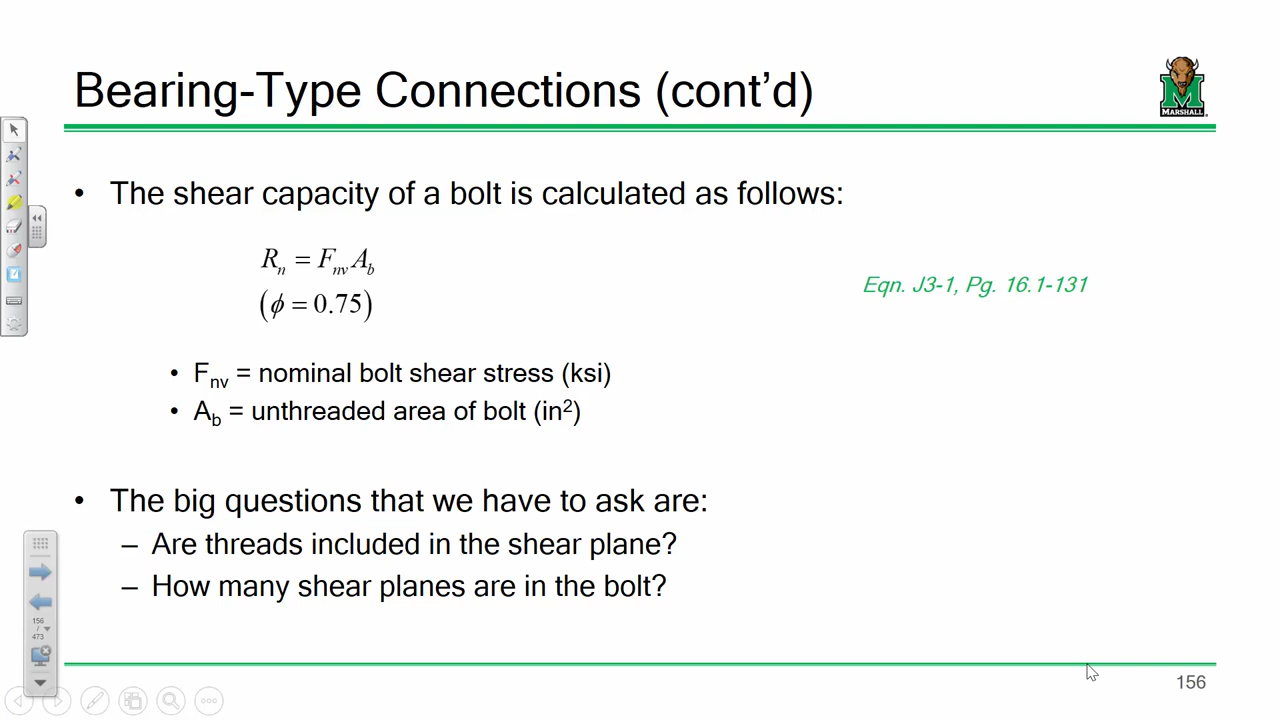 Bearing-Type Connections (cont’d)
MARSHALL
• The shear capacity of a bolt is calculated as follows:
Rn = FnvAb
(ϕ = 0.75)
Eqn. J3-1, Pg. 16.1-131
• Fnv = nominal bolt shear stress (ksi)
• Ab = unthreaded area of bolt (in²)
• The big questions that we have to ask are:
– Are threads included in the shear plane?
– How many shear planes are in the bolt?
156
/
473
156